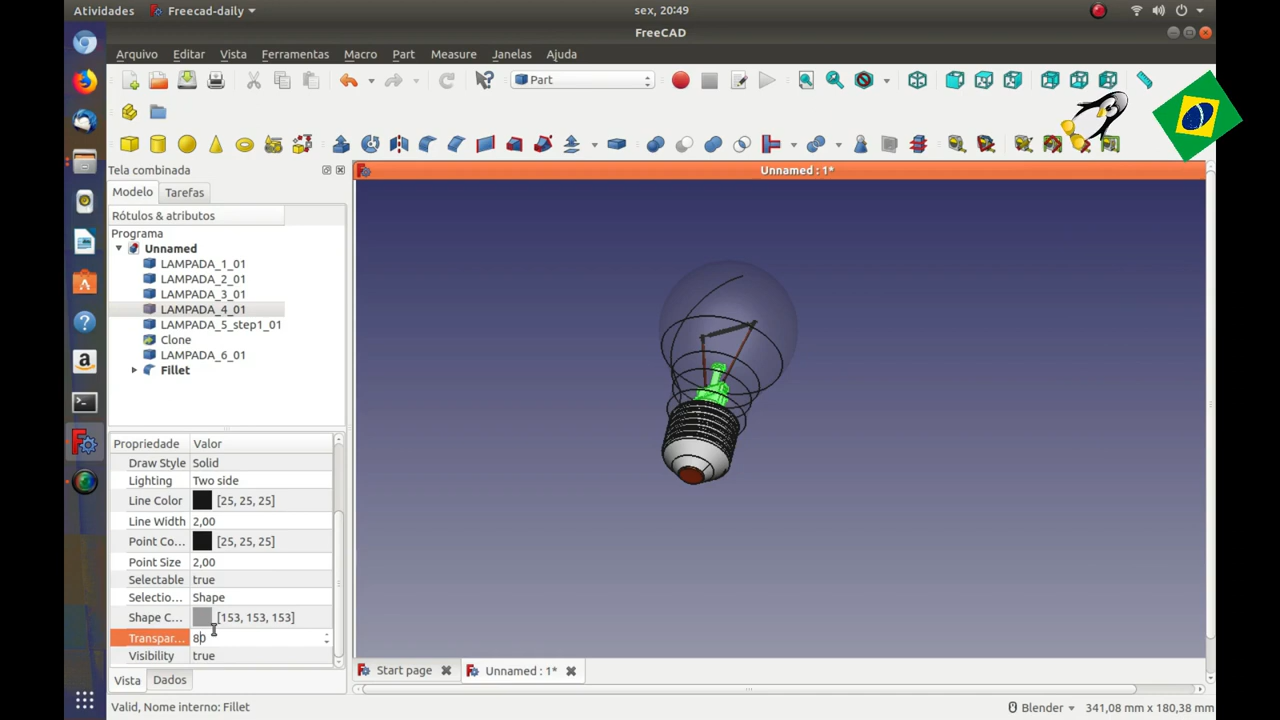 Atividades
Freecad-daily
sex, 20:49
FreeCAD
Arquivo Editar Vista Ferramentas Macro Part Measure Janelas Ajuda
Part
Tela combinada
Unnamed : 1*
Modelo Tarefas
Rótulos & atributos
Programa
Unnamed
LAMPADA_1_01
LAMPADA_2_01
LAMPADA_3_01
LAMPADA_4_01
LAMPADA_5_step1_01
Clone
LAMPADA_6_01
Fillet
Propriedade Valor
Draw Style Solid
Lighting Two side
Line Color [25, 25, 25]
Line Width 2,00
Point Co... [25, 25, 25]
Point Size 2,00
Selectable true
Selectio... Shape
Shape C... [153, 153, 153]
Transpar... 80
Visibility true
Start page Unnamed : 1*
Vista Dados
Valid, Nome interno: Fillet
Blender 341,08 mm x 180,38 mm